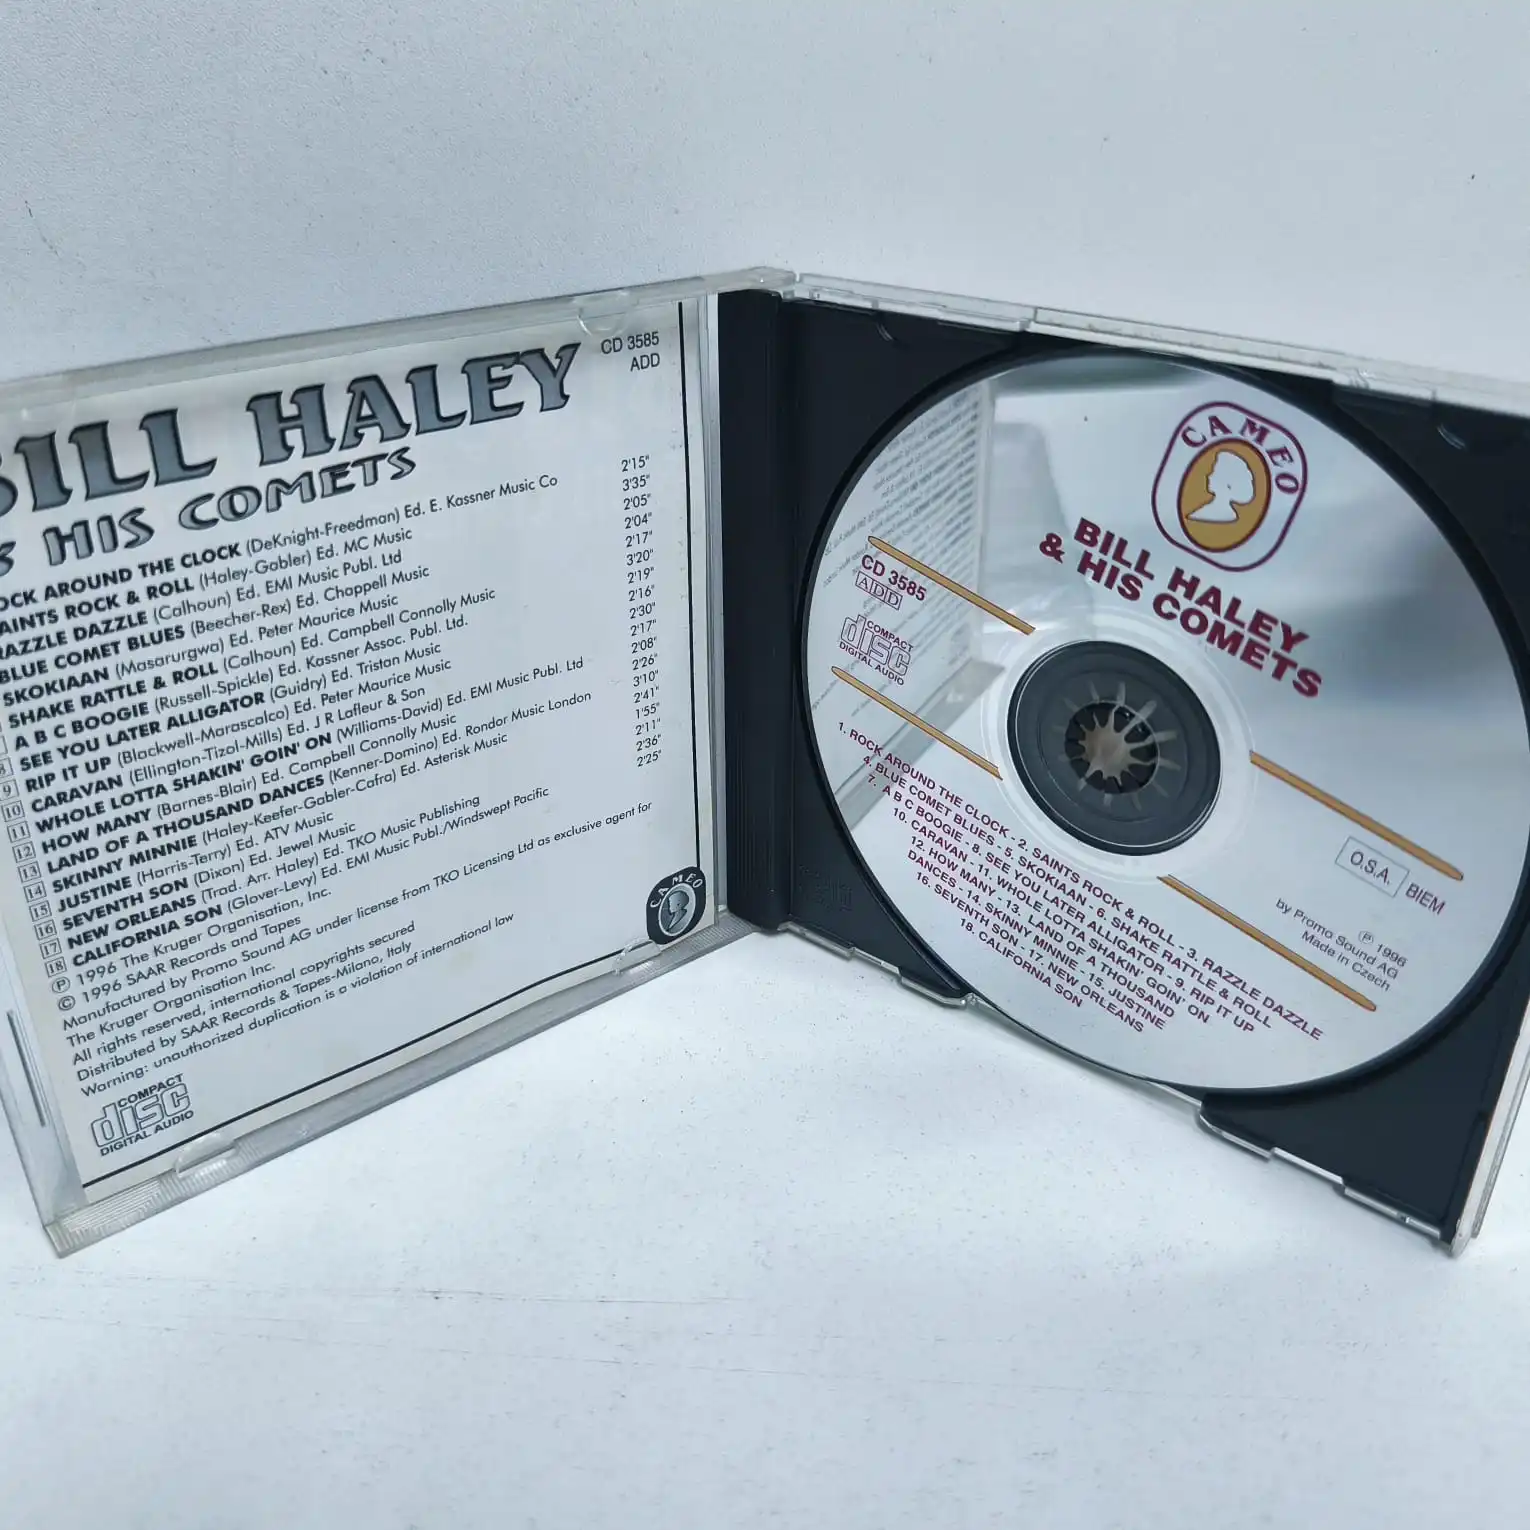 BILL HALEY
& HIS COMETS
CD 3585
ADD
OCK AROUND THE CLOCK (DeKnight-Freedman) Ed. E. Kassner Music Co 2'15"
AINTS ROCK & ROLL (Haley-Gabler) Ed. MC Music 3'35"
RAZZLE DAZZLE (Calhoun) Ed. EMI Music Publ. Ltd 2'05"
BLUE COMET BLUES (Beecher-Rex) Ed. Chappell Music 2'04"
SKOKIAAN (Masarurgwa) Ed. Peter Maurice Music 2'17"
SHAKE RATTLE & ROLL (Calhoun) Ed. Campbell Connolly Music 3'20"
A B C BOOGIE (Russell-Spickle) Ed. Kassner Assoc. Publ. Ltd. 2'19"
8 SEE YOU LATER ALLIGATOR (Guidry) Ed. Tristan Music 2'16"
9 RIP IT UP (Blackwell-Marascalco) Ed. Peter Maurice Music 2'30"
10 CARAVAN (Ellington-Tizol-Mills) Ed. J R Lafleur & Son 2'17"
11 WHOLE LOTTA SHAKIN' GOIN' ON (Williams-David) Ed. EMI Music Publ. Ltd 2'08"
12 HOW MANY (Barnes-Blair) Ed. Campbell Connolly Music 2'26"
13 LAND OF A THOUSAND DANCES (Kenner-Domino) Ed. Rondor Music London 3'10"
14 SKINNY MINNIE (Haley-Keefer-Gabler-Cafra) Ed. Asterisk Music 2'41"
15 JUSTINE (Harris-Terry) Ed. ATV Music 1'55"
16 SEVENTH SON (Dixon) Ed. Jewel Music 2'11"
17 NEW ORLEANS (Trad. Arr. Haley) Ed. TKO Music Publishing 2'36"
18 CALIFORNIA SON (Glover-Levy) Ed. EMI Music Publ./Windswept Pacific 2'25"
℗ 1996 The Kruger Organisation, Inc.
© 1996 SAAR Records and Tapes
Manufactured by Promo Sound AG under license from TKO Licensing Ltd as exclusive agent for
The Kruger Organisation Inc.
All rights reserved, international copyrights secured
Distributed by SAAR Records & Tapes-Milano, Italy
Warning: unauthorized duplication is a violation of international law
COMPACT
disc
DIGITAL AUDIO
CAMEO
CAMEO
BILL HALEY
& HIS COMETS
CD 3585
ADD
COMPACT
disc
DIGITAL AUDIO
1. ROCK AROUND THE CLOCK - 2. SAINTS ROCK & ROLL - 3. RAZZLE DAZZLE
4. BLUE COMET BLUES - 5. SKOKIAAN - 6. SHAKE RATTLE & ROLL
7. A B C BOOGIE - 8. SEE YOU LATER ALLIGATOR - 9. RIP IT UP
10. CARAVAN - 11. WHOLE LOTTA SHAKIN' GOIN' ON
12. HOW MANY - 13. LAND OF A THOUSAND
DANCES - 14. SKINNY MINNIE - 15. JUSTINE
16. SEVENTH SON - 17. NEW ORLEANS
18. CALIFORNIA SON
O.S.A. BIEM
℗ 1996
by Promo Sound AG
Made in Czech